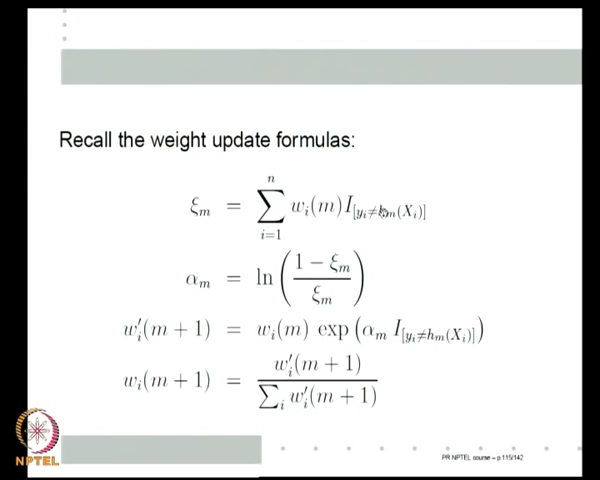 Recall the weight update formulas:
ξ_m = ∑_{i=1}^{n} w_i(m) I_{[y_i≠h_m(X_i)]}
α_m = ln((1 − ξ_m)/ξ_m)
w′_i(m + 1) = w_i(m) exp(α_m I_{[y_i≠h_m(X_i)]})
w_i(m + 1) = w′_i(m + 1)/∑_i w′_i(m + 1)
NPTEL
PR NPTEL course – p.115/142